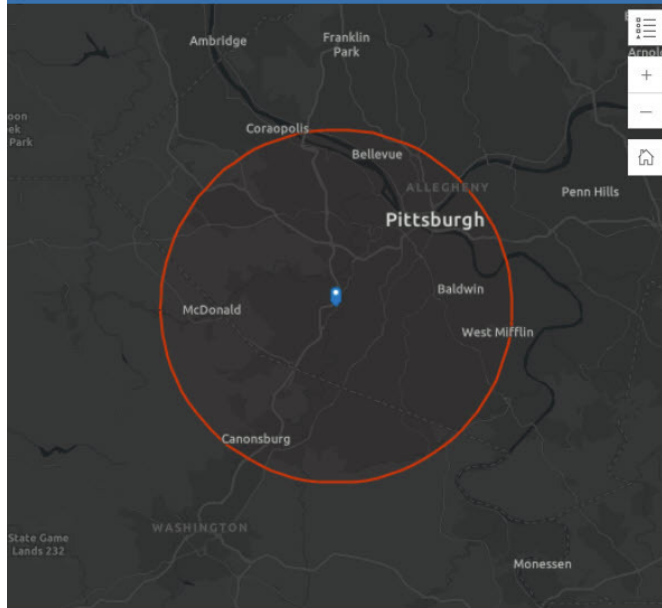 Ambridge
Franklin
Park
Arnold
Park
Coraopolis
Bellevue
ALLEGHENY
Penn Hills
Pittsburgh
McDonald
Baldwin
West Mifflin
Canonsburg
WASHINGTON
State Game
Lands 232
Monessen